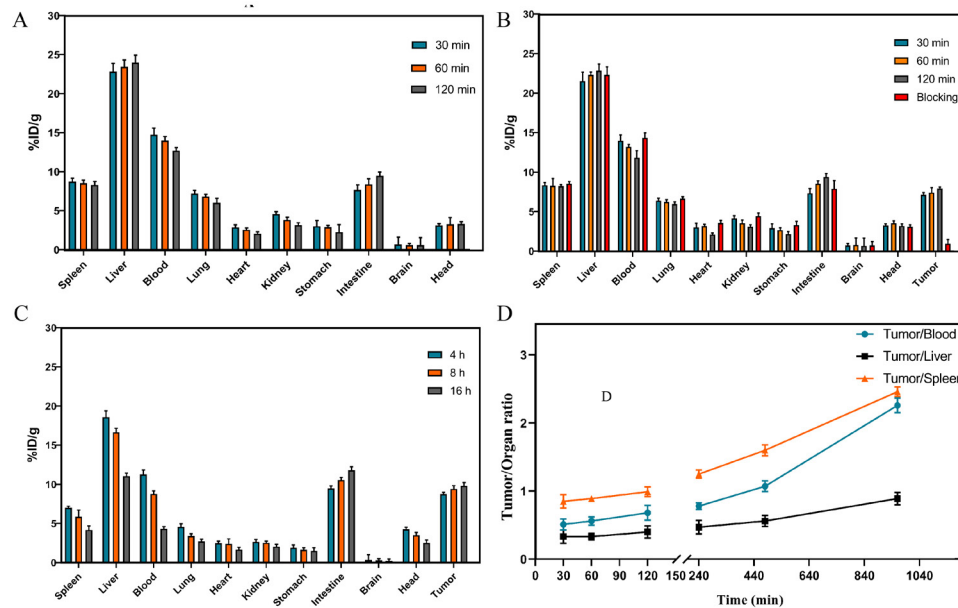 A
%ID/g
30
25
20
15
10
5
0
30 min
60 min
120 min
Spleen
Liver
Blood
Lung
Heart
Kidney
Stomach
Intestine
Brain
Head
B
%ID/g
30
25
20
15
10
5
0
30 min
60 min
120 min
Blocking
Spleen
Liver
Blood
Lung
Heart
Kidney
Stomach
Intestine
Brain
Head
Tumor
C
%ID/g
30
20
15
10
5
0
4 h
8 h
16 h
Spleen
Liver
Blood
Lung
Heart
Kidney
Stomach
Intestine
Brain
Head
Tumor
D
Tumor/Organ ratio
3
2
1
0
Tumor/Blood
Tumor/Liver
Tumor/Spleen
D
0 30 60 90 120 150 240 440 640 840 1040
Time (min)